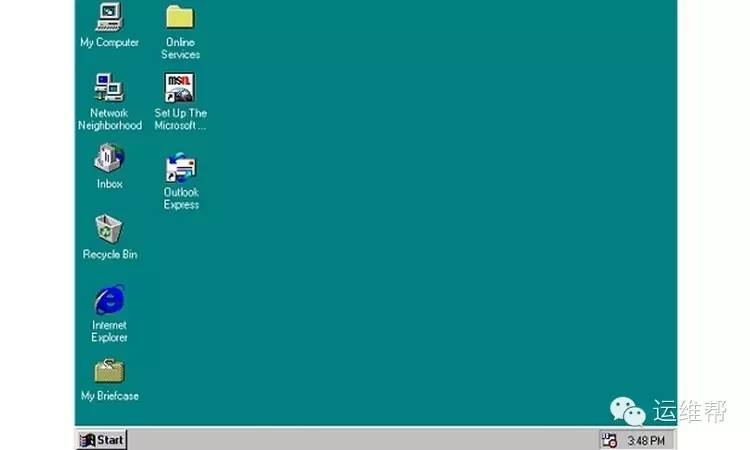 My Computer
Online
Services
Network
Neighborhood
msn.
Set Up The
Microsoft ...
Inbox
Outlook
Express
Recycle Bin
Internet
Explorer
My Briefcase
运维帮
Start
3:48 PM